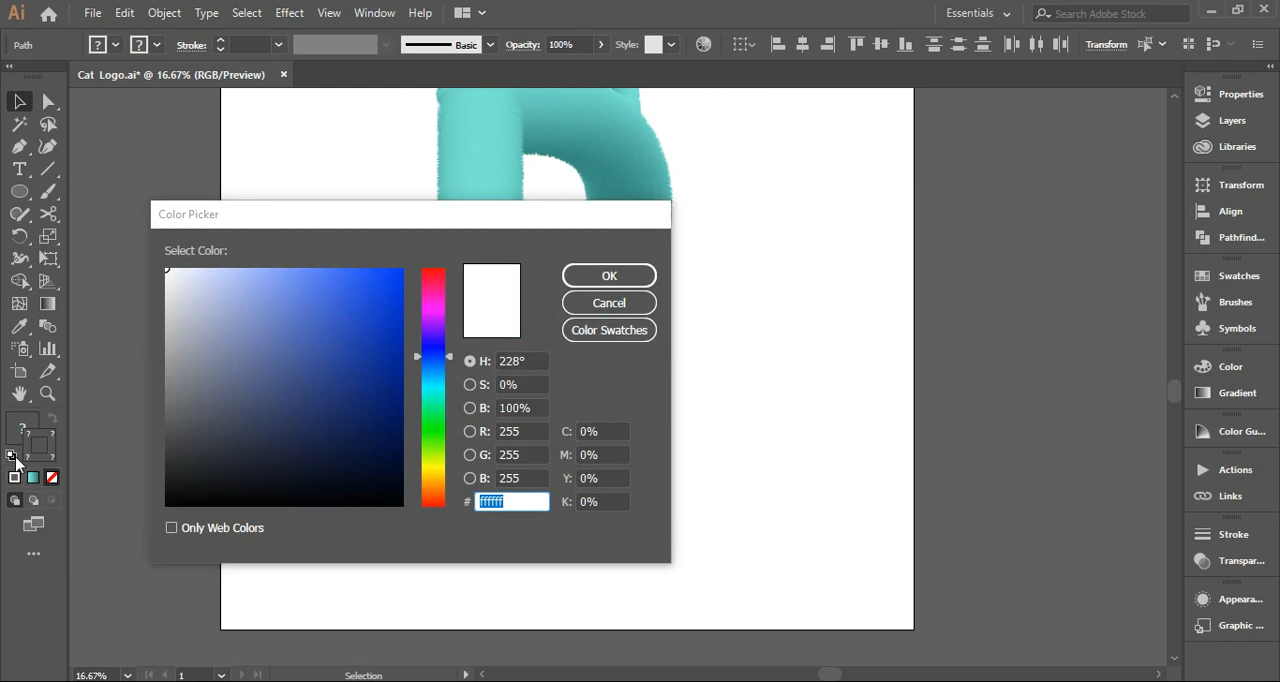 Ai File Edit Object Type Select Effect View Window Help Essentials Search Adobe Stock
Path ? ? Stroke: Basic Opacity: 100% Style: Transform
Cat Logo.ai* @ 16.67% (RGB/Preview) ×
Properties
Layers
Libraries
Transform
Align
Pathfind...
Swatches
Brushes
Symbols
Color
Gradient
Color Gu...
Actions
Links
Stroke
Transpar...
Appeara...
Graphic ...
T
?
? ?
? ?
Color Picker
Select Color:
OK
Cancel
Color Swatches
H: 228°
S: 0%
B: 100%
R: 255 C: 0%
G: 255 M: 0%
B: 255 Y: 0%
# ffffff K: 0%
Only Web Colors
16.67% 1 Selection